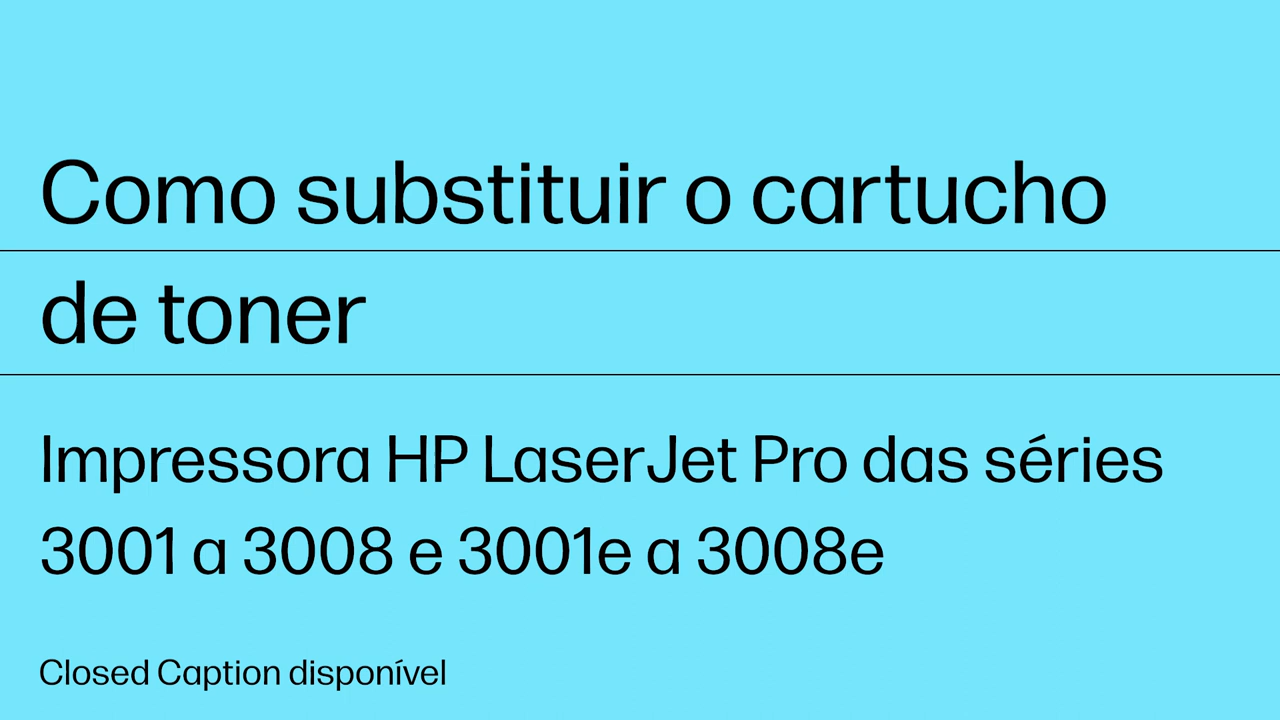 Como substituir o cartucho
de toner
Impressora HP LaserJet Pro das séries
3001 a 3008 e 3001e a 3008e
Closed Caption disponível